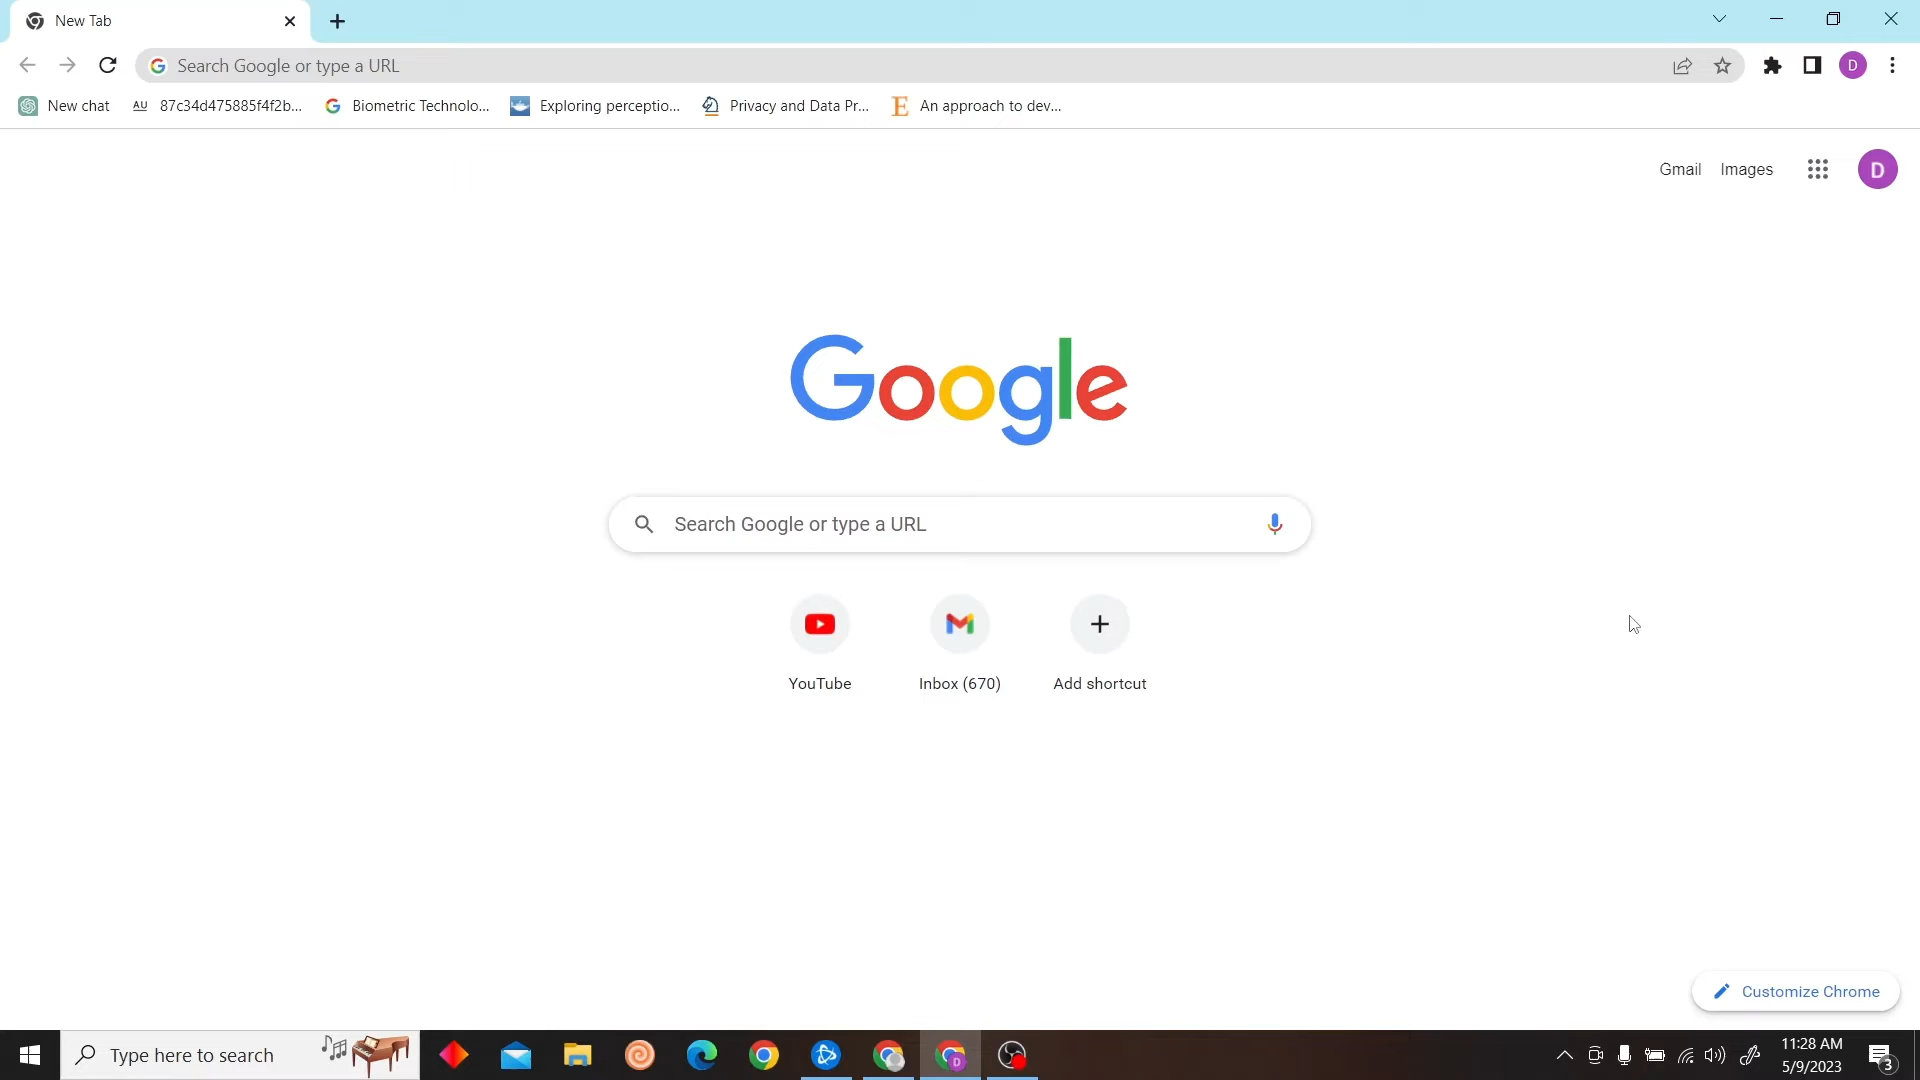 New Tab
Search Google or type a URL
New chat
AU 87c34d475885f4f2b...
Biometric Technolo...
Exploring perceptio...
Privacy and Data Pr...
E An approach to dev...
D
Gmail Images D
Google
Search Google or type a URL
YouTube Inbox (670) Add shortcut
Customize Chrome
Type here to search
D
11:28 AM
5/9/2023
3